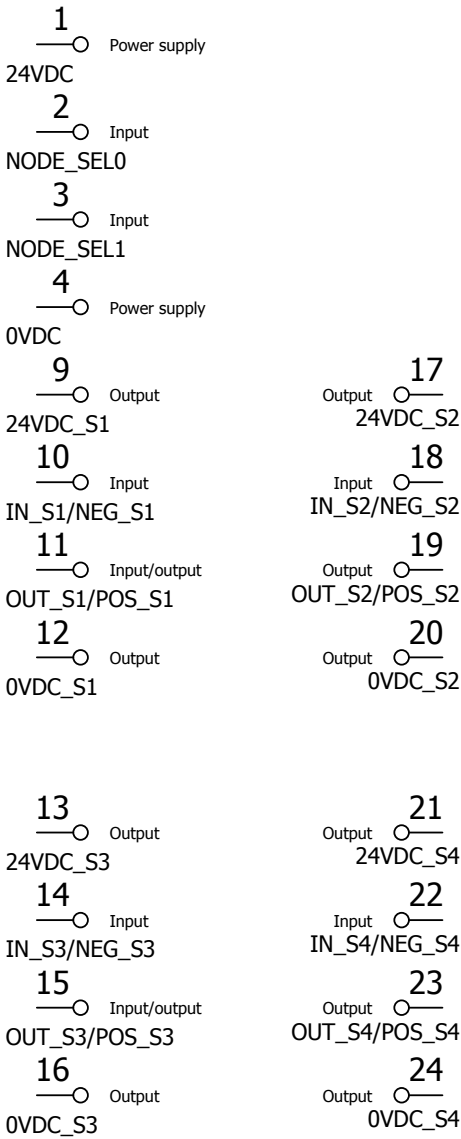 1
Power supply
24VDC
2
Input
NODE_SEL0
3
Input
NODE_SEL1
4
Power supply
0VDC
9
Output
24VDC_S1
10
Input
IN_S1/NEG_S1
11
Input/output
OUT_S1/POS_S1
12
Output
0VDC_S1
17
Output
24VDC_S2
18
Input
IN_S2/NEG_S2
19
Output
OUT_S2/POS_S2
20
Output
0VDC_S2
13
Output
24VDC_S3
14
Input
IN_S3/NEG_S3
15
Input/output
OUT_S3/POS_S3
16
Output
0VDC_S3
21
Output
24VDC_S4
22
Input
IN_S4/NEG_S4
23
Output
OUT_S4/POS_S4
24
Output
0VDC_S4